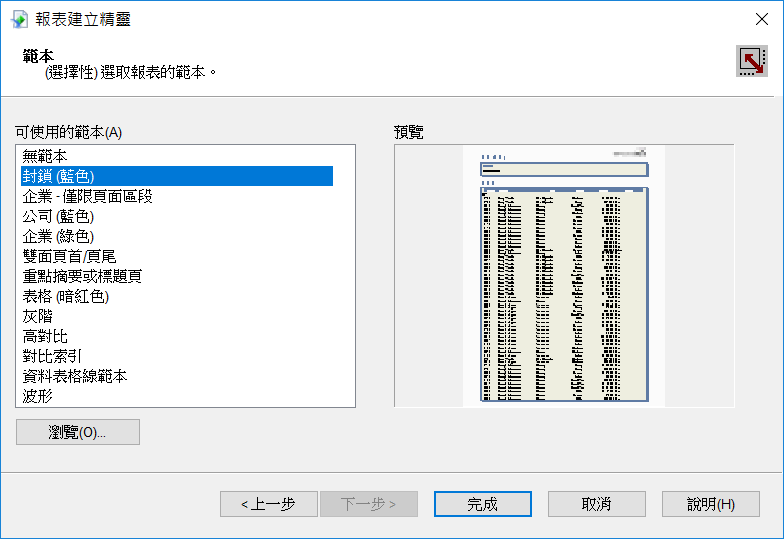 報表建立精靈
範本
(選擇性) 選取報表的範本。
可使用的範本(A)
預覽
無範本
封鎖 (藍色)
企業 - 僅限頁面區段
公司 (藍色)
企業 (綠色)
雙面頁首/頁尾
重點摘要或標題頁
表格 (暗紅色)
灰階
高對比
對比索引
資料表格線範本
波形
瀏覽(O)...
< 上一步
下一步 >
完成
取消
說明(H)